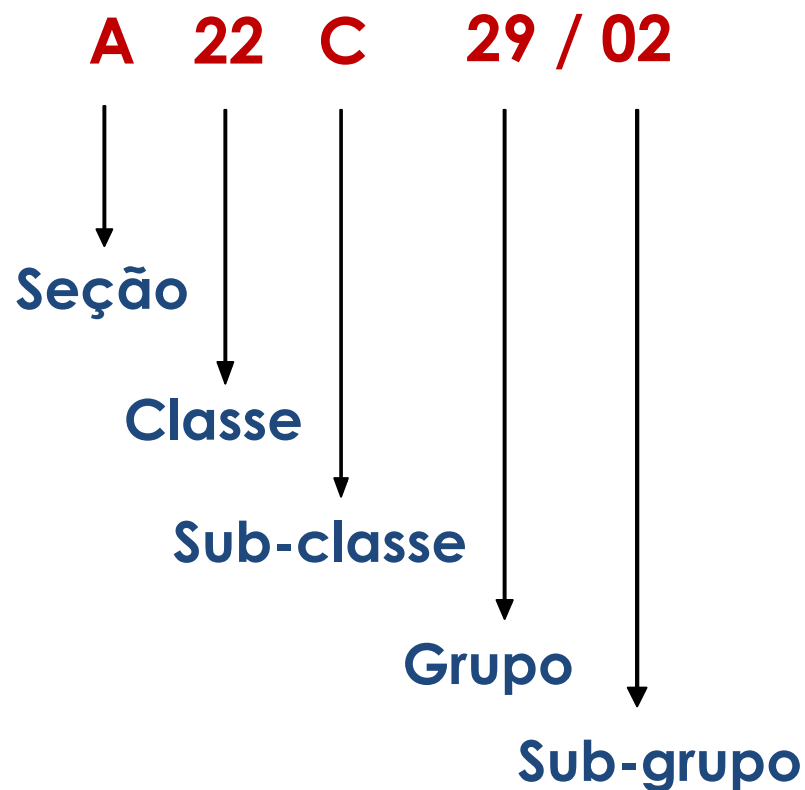 A 22 C 29 / 02
Seção
Classe
Sub-classe
Grupo
Sub-grupo